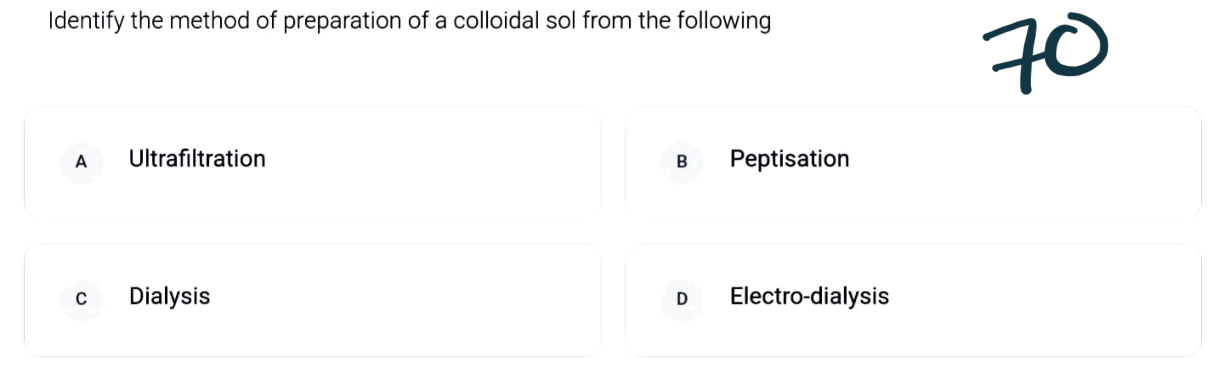 Identify the method of preparation of a colloidal sol from the following
70
A Ultrafiltration
B Peptisation
C Dialysis
D Electro-dialysis